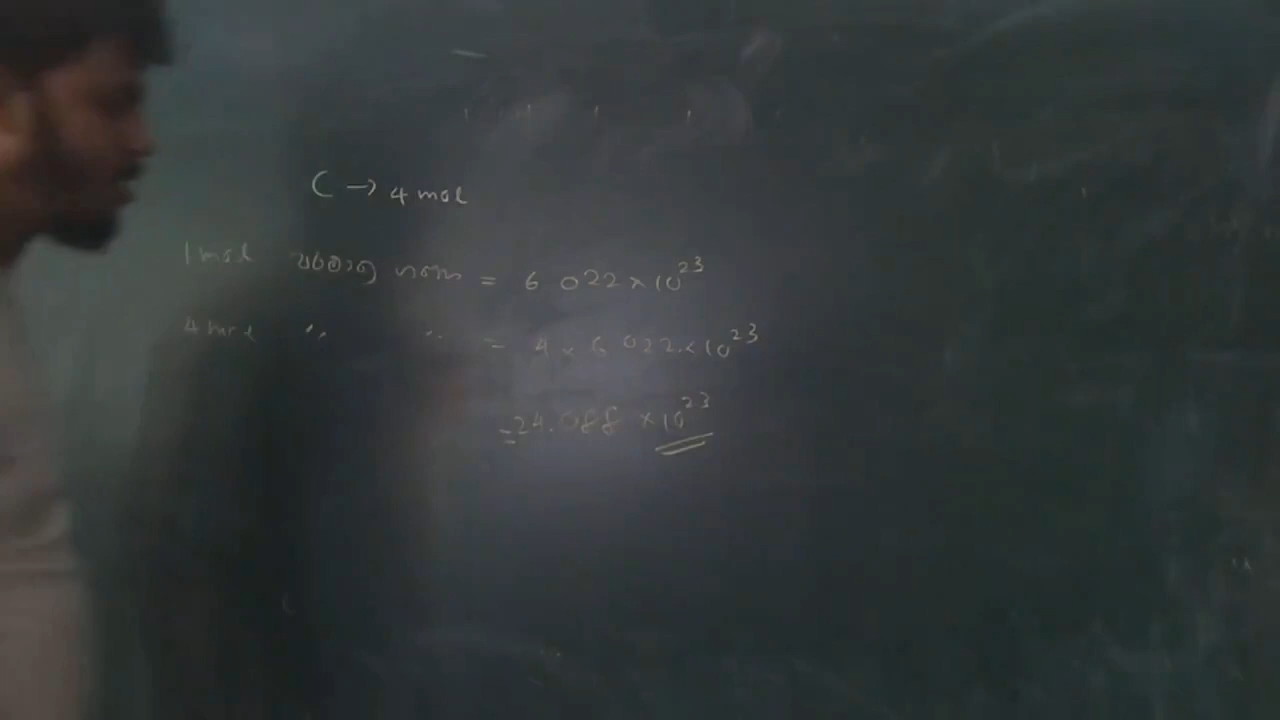 C → 4 mol
1 mol = 6 022 × 10²³
4 mol " " = 4 × 6 022 × 10²³
= 24.088 × 10²³